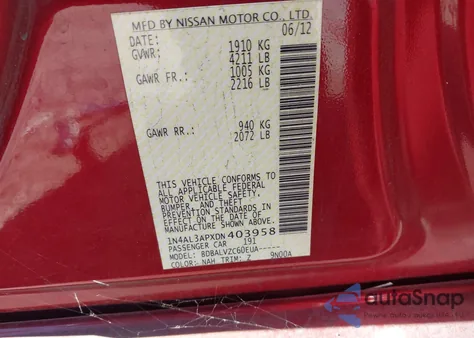 MFD BY NISSAN MOTOR CO., LTD.
DATE: 06/12
GVWR: 1910 KG
4211 LB
GAWR FR.: 1005 KG
2216 LB
GAWR RR.: 940 KG
2072 LB
THIS VEHICLE CONFORMS TO
ALL APPLICABLE FEDERAL
MOTOR VEHICLE SAFETY,
BUMPER, AND THEFT
PREVENTION STANDARDS IN
EFFECT ON THE DATE OF
MANUFACTURE SHOWN ABOVE.
1N4AL3APXDN403958
PASSENGER CAR 191
MODEL: BDBALVZC60EUA-----
COLOR: NAH TRIM: Z 9N00A
autoSnap